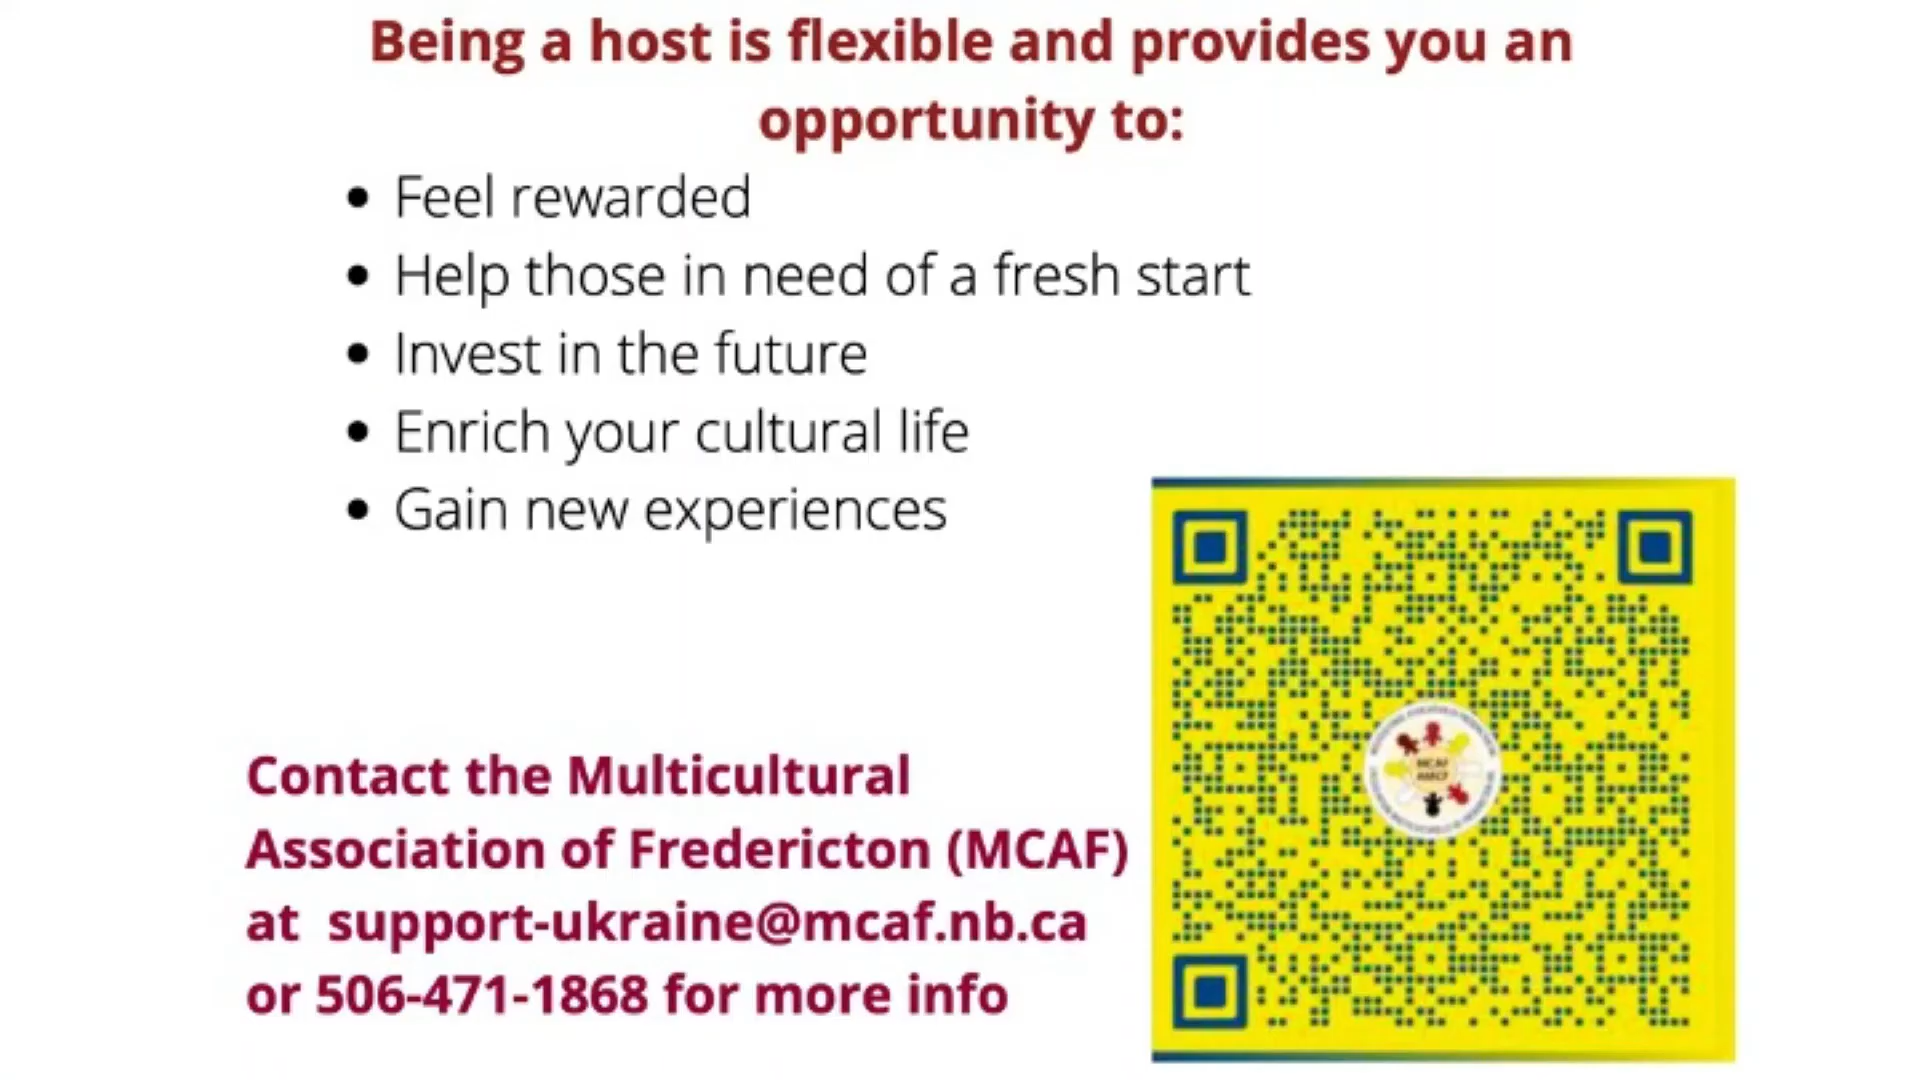 Being a host is flexible and provides you an
opportunity to:
• Feel rewarded
• Help those in need of a fresh start
• Invest in the future
• Enrich your cultural life
• Gain new experiences
Contact the Multicultural
Association of Fredericton (MCAF)
at support-ukraine@mcaf.nb.ca
or 506-471-1868 for more info
MCAF
AMCF